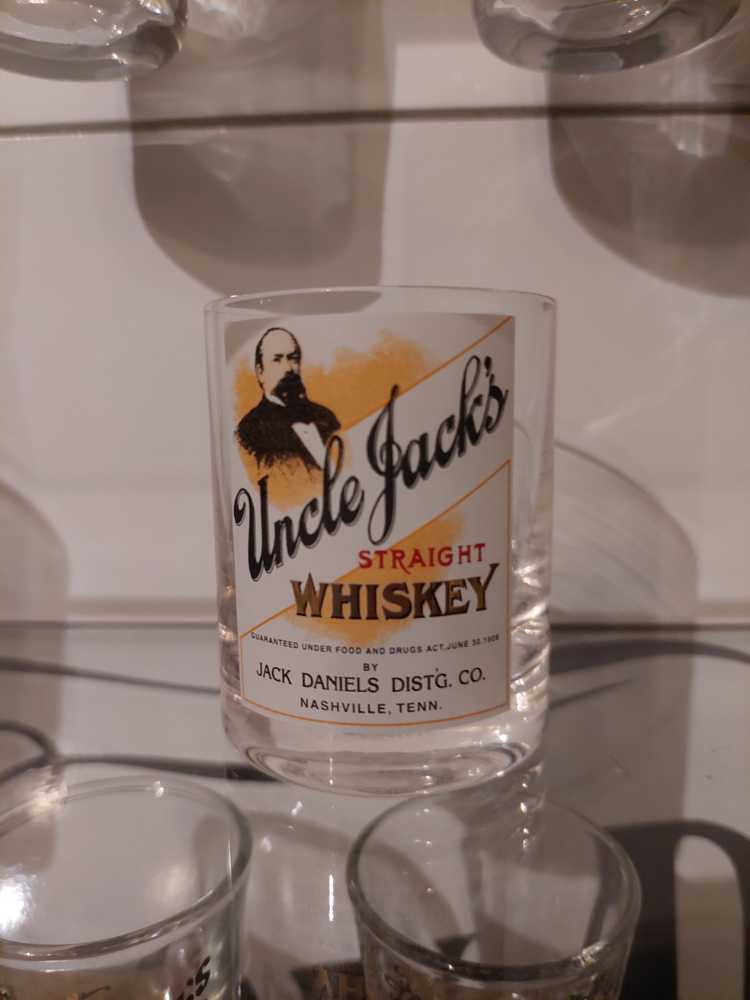 Uncle Jack's
STRAIGHT
WHISKEY
GUARANTEED UNDER FOOD AND DRUGS ACT.JUNE 30.1906
BY
JACK DANIELS DIST'G. CO.
NASHVILLE, TENN.